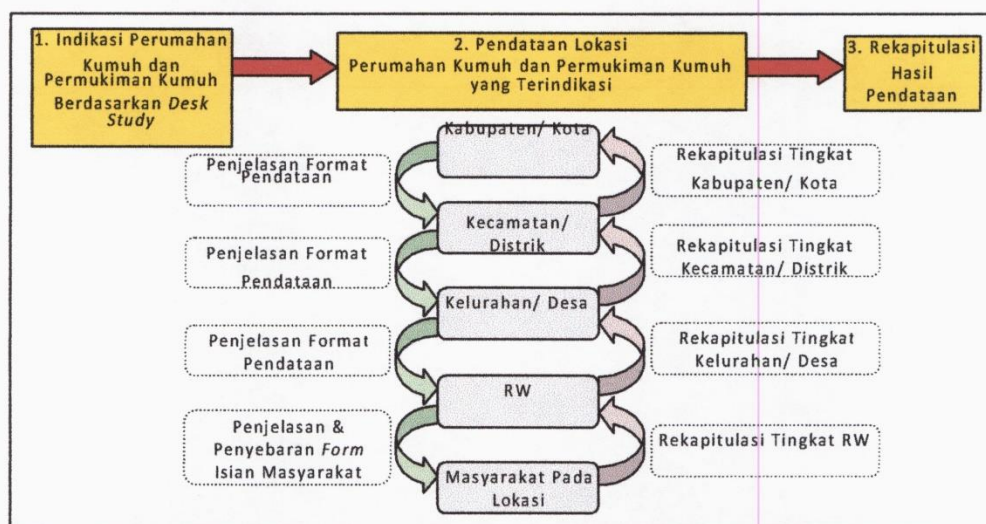 1. Indikasi Perumahan
Kumuh dan
Permukiman Kumuh
Berdasarkan Desk
Study
2. Pendataan Lokasi
Perumahan Kumuh dan Permukiman Kumuh
yang Terindikasi
3. Rekapitulasi
Hasil
Pendataan
Kabupaten/ Kota
Penjelasan Format
Pendataan
Rekapitulasi Tingkat
Kabupaten/ Kota
Kecamatan/
Distrik
Penjelasan Format
Pendataan
Rekapitulasi Tingkat
Kecamatan/ Distrik
Kelurahan/ Desa
Penjelasan Format
Pendataan
Rekapitulasi Tingkat
Kelurahan/ Desa
RW
Penjelasan &
Penyebaran Form
Isian Masyarakat
Rekapitulasi Tingkat RW
Masyarakat Pada
Lokasi